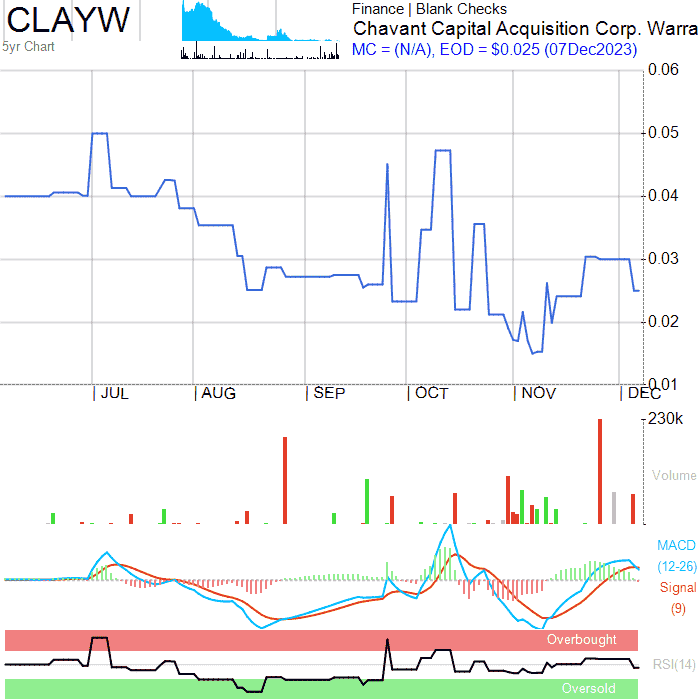 CLAYW
5yr Chart
Finance | Blank Checks
Chavant Capital Acquisition Corp. Warra
MC = (N/A), EOD = $0.025 (07Dec2023)
0.06
0.05
0.04
0.03
0.02
0.01
JUL
AUG
SEP
OCT
NOV
DEC
230k
Volume
MACD
(12-26)
Signal
(9)
Overbought
RSI(14)
Oversold